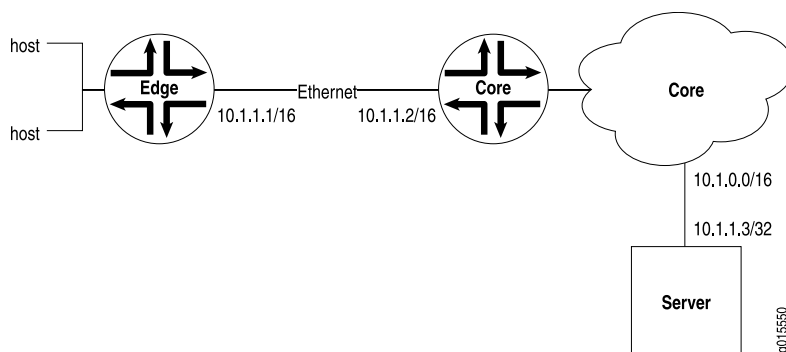 host
host
Edge
10.1.1.1/16
Ethernet
10.1.1.2/16
Core
Core
10.1.0.0/16
10.1.1.3/32
Server
g015550